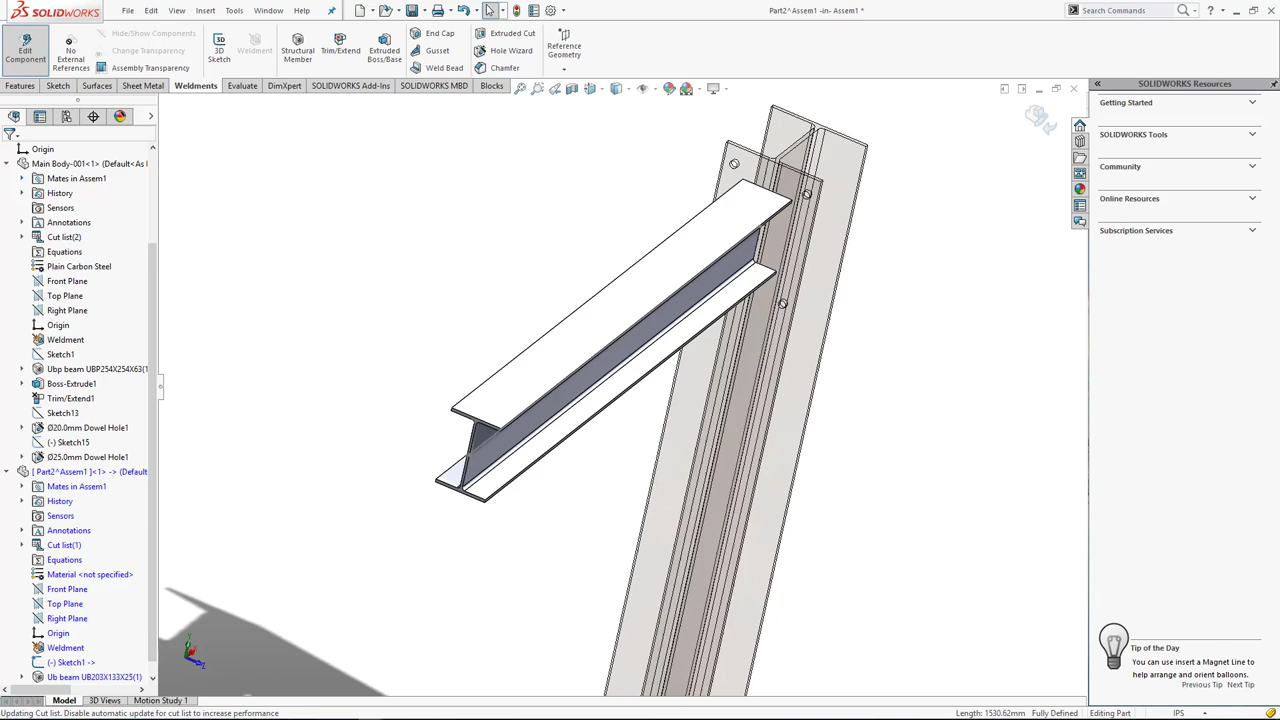 SOLIDWORKS
File
Edit
View
Insert
Tools
Window
Help
Part2^Assem1 -in- Assem1 *
Search Commands
Edit
Component
No
External
References
Hide/Show Components
Change Transparency
Assembly Transparency
3D
Sketch
Weldment
Structural
Member
Trim/Extend
Extruded
Boss/Base
End Cap
Gusset
Weld Bead
Extruded Cut
Hole Wizard
Chamfer
Reference
Geometry
Features
Sketch
Surfaces
Sheet Metal
Weldments
Evaluate
DimXpert
SOLIDWORKS Add-Ins
SOLIDWORKS MBD
Blocks
Origin
Main Body-001<1> (Default<As
Mates in Assem1
History
Sensors
Annotations
Cut list(2)
Equations
Plain Carbon Steel
Front Plane
Top Plane
Right Plane
Origin
Weldment
Sketch1
Ubp beam UBP254X254X63(1
Boss-Extrude1
Trim/Extend1
Sketch13
Ø20.0mm Dowel Hole1
(-) Sketch15
Ø25.0mm Dowel Hole1
[ Part2^Assem1 ]<1> -> (Default
Mates in Assem1
History
Sensors
Annotations
Cut list(1)
Equations
Material <not specified>
Front Plane
Top Plane
Right Plane
Origin
Weldment
(-) Sketch1 ->
Ub beam UB203X133X25(1)
Y
Z
SOLIDWORKS Resources
Getting Started
SOLIDWORKS Tools
Community
Online Resources
Subscription Services
Tip of the Day
You can use insert a Magnet Line to
help arrange and orient balloons.
Previous Tip Next Tip
Model
3D Views
Motion Study 1
Updating Cut list. Disable automatic update for cut list to increase performance
Length: 1530.62mm
Fully Defined
Editing Part
IPS